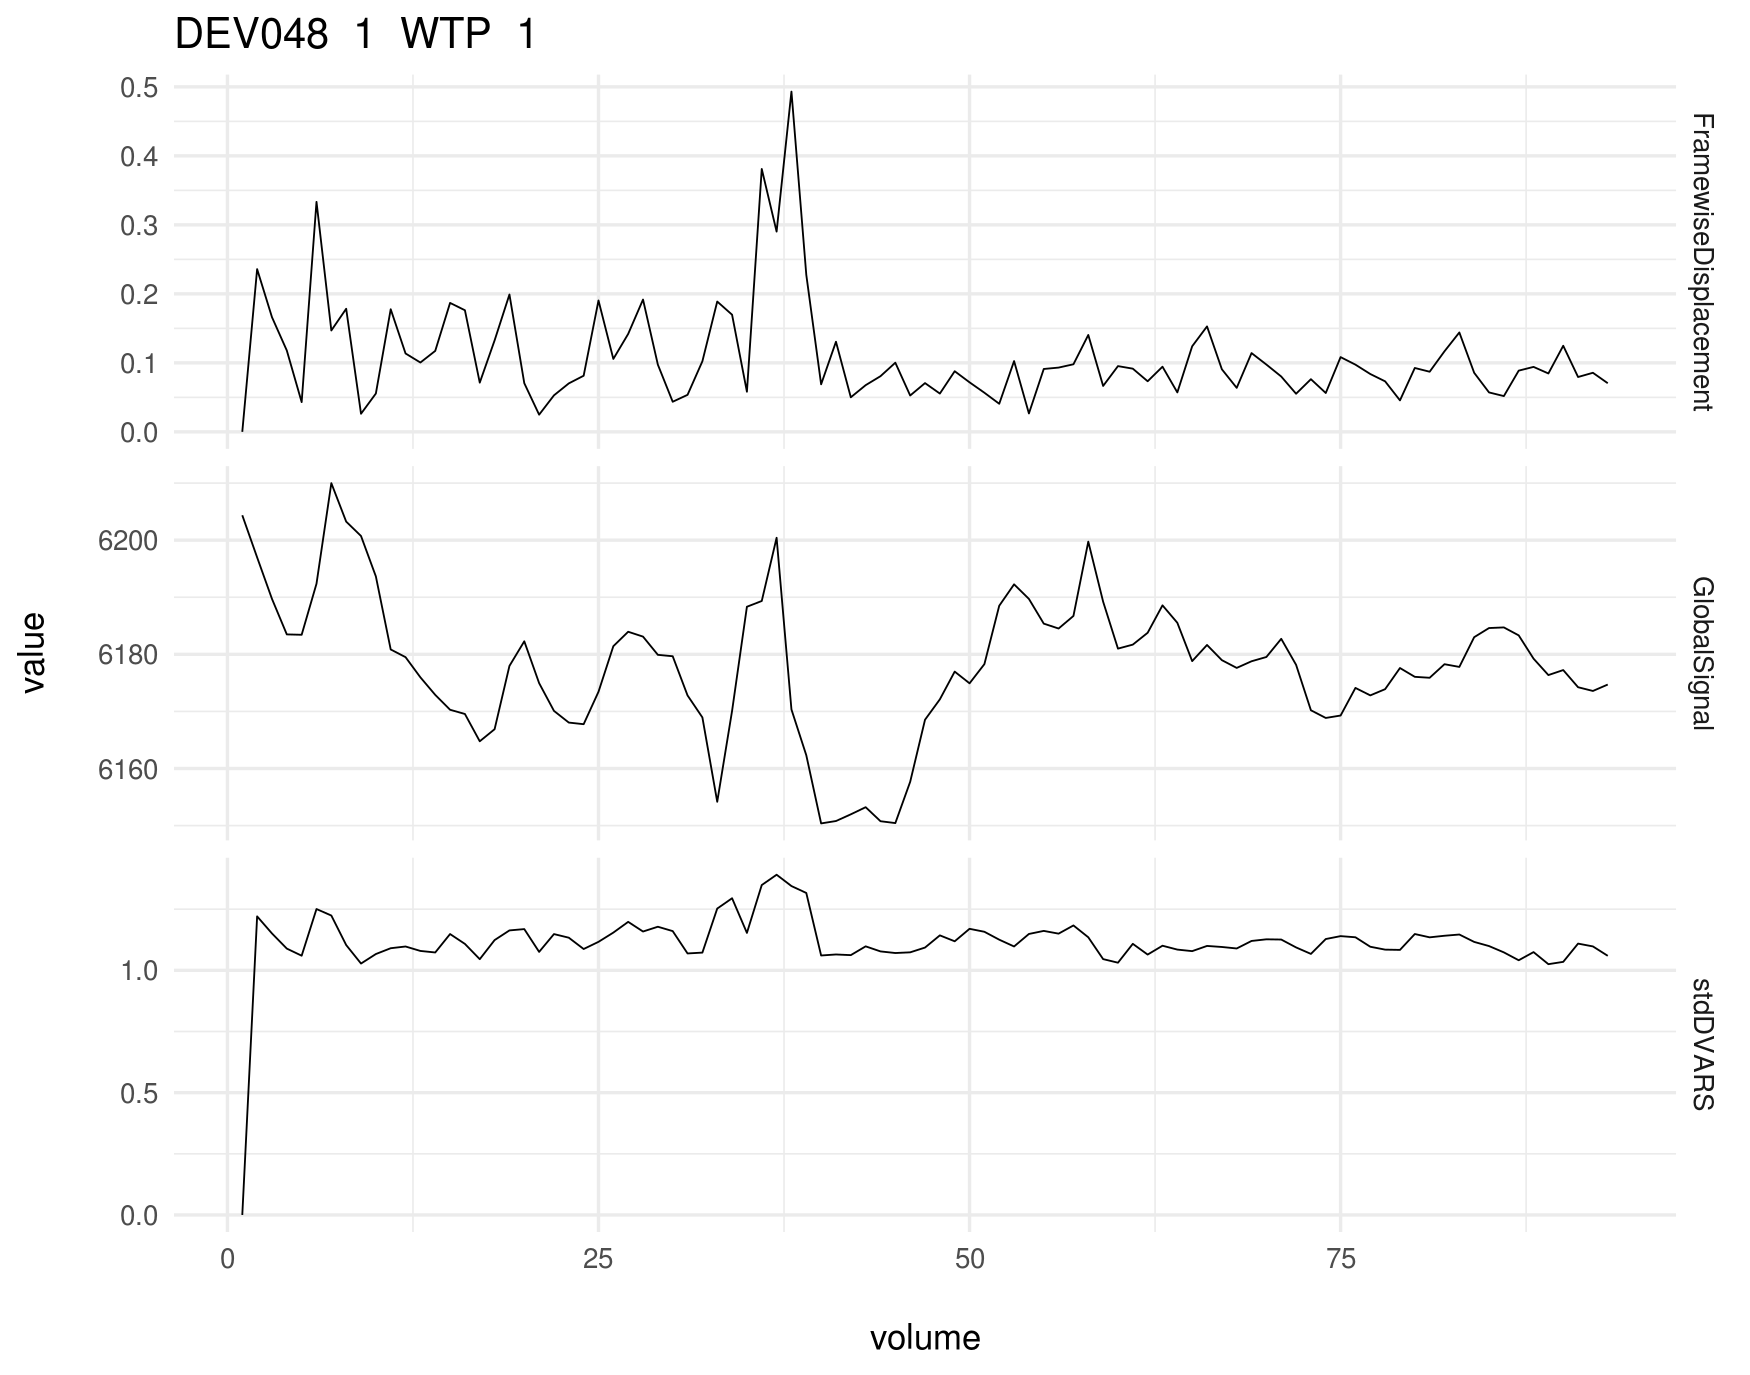 DEV048 1 WTP 1
0.5
0.4
0.3
0.2
0.1
0.0
FramewiseDisplacement
6200
6180
6160
GlobalSignal
1.0
0.5
0.0
stdDVARS
0 25 50 75
volume
value